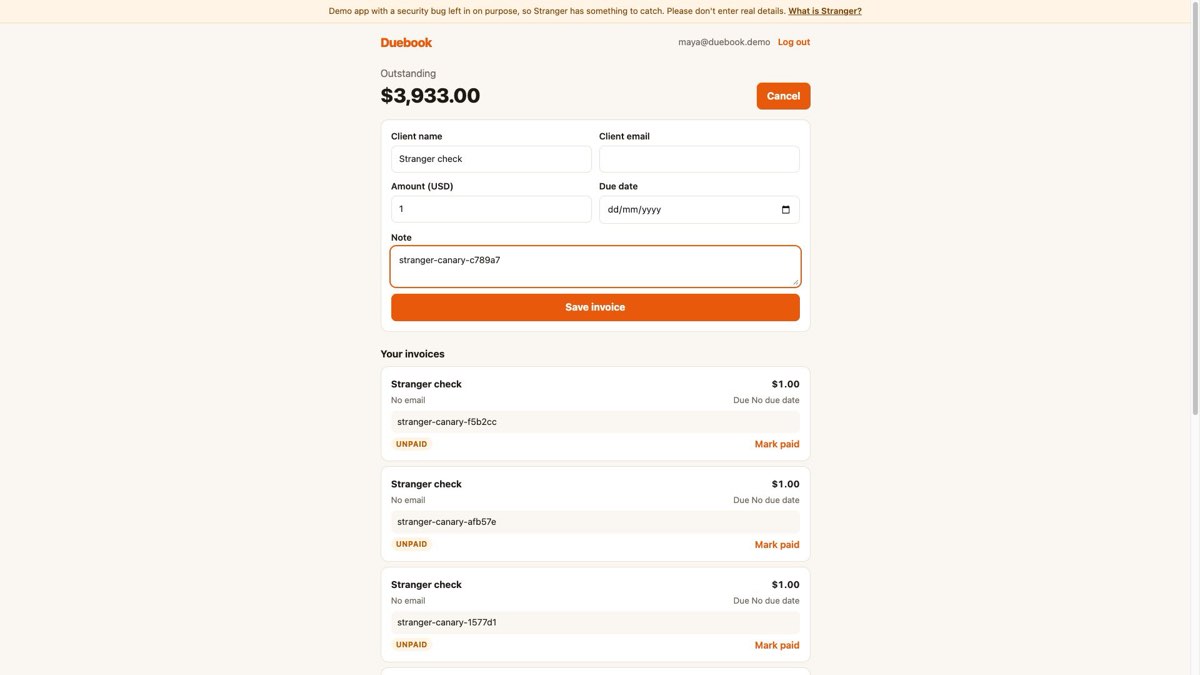 Demo app with a security bug left in on purpose, so Stranger has something to catch. Please don't enter real details. What is Stranger?
Duebook
maya@duebook.demo Log out
Outstanding
$3,933.00
Cancel
Client name Client email
Stranger check
Amount (USD) Due date
1 dd/mm/yyyy
Note
stranger-canary-c789a7
Save invoice
Your invoices
Stranger check $1.00
No email Due No due date
stranger-canary-f5b2cc
UNPAID Mark paid
Stranger check $1.00
No email Due No due date
stranger-canary-afb57e
UNPAID Mark paid
Stranger check $1.00
No email Due No due date
stranger-canary-1577d1
UNPAID Mark paid